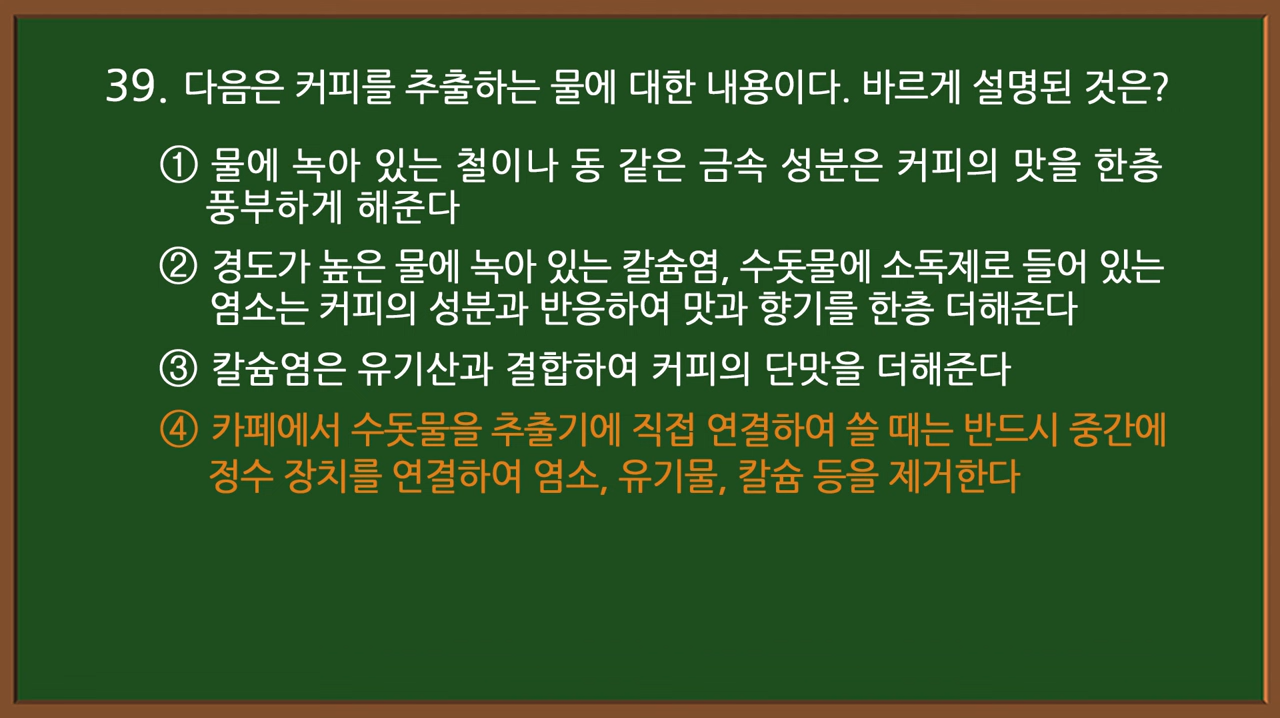 39. 다음은 커피를 추출하는 물에 대한 내용이다. 바르게 설명된 것은?
① 물에 녹아 있는 철이나 동 같은 금속 성분은 커피의 맛을 한층
풍부하게 해준다
② 경도가 높은 물에 녹아 있는 칼슘염, 수돗물에 소독제로 들어 있는
염소는 커피의 성분과 반응하여 맛과 향기를 한층 더해준다
③ 칼슘염은 유기산과 결합하여 커피의 단맛을 더해준다
④ 카페에서 수돗물을 추출기에 직접 연결하여 쓸 때는 반드시 중간에
정수 장치를 연결하여 염소, 유기물, 칼슘 등을 제거한다